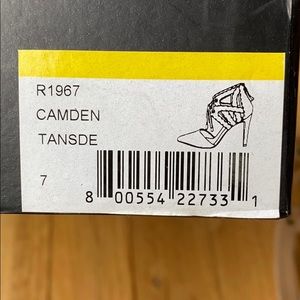 R1967
CAMDEN
TANSDE
7
8 00554 22733 1